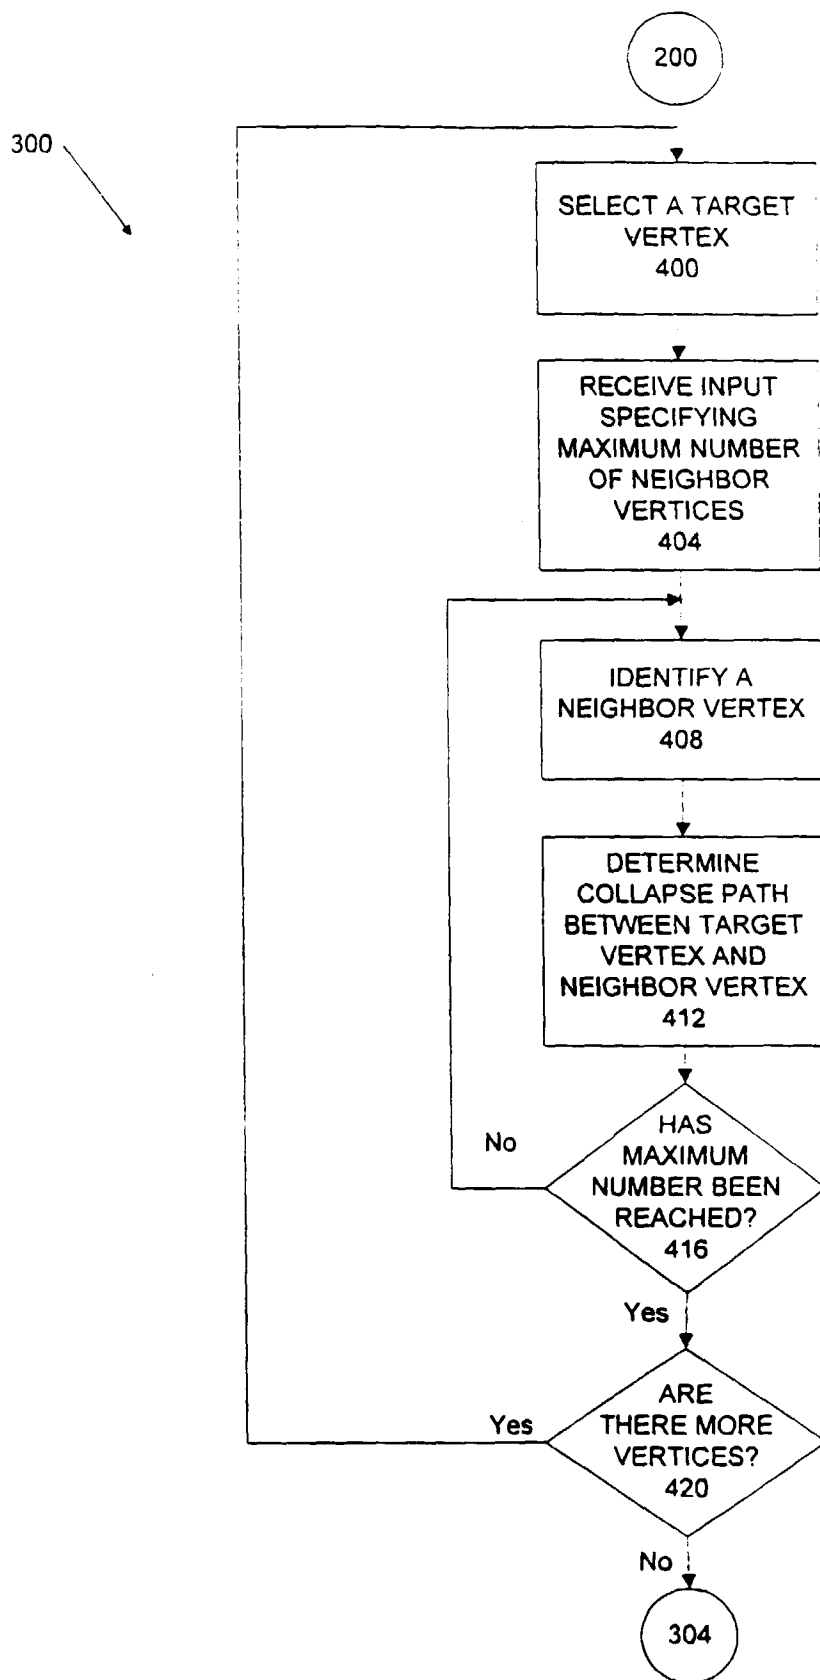 200
300
SELECT A TARGET
VERTEX
400
RECEIVE INPUT
SPECIFYING
MAXIMUM NUMBER
OF NEIGHBOR
VERTICES
404
IDENTIFY A
NEIGHBOR VERTEX
408
DETERMINE
COLLAPSE PATH
BETWEEN TARGET
VERTEX AND
NEIGHBOR VERTEX
412
No
HAS
MAXIMUM
NUMBER BEEN
REACHED?
416
Yes
Yes
ARE
THERE MORE
VERTICES?
420
No
304